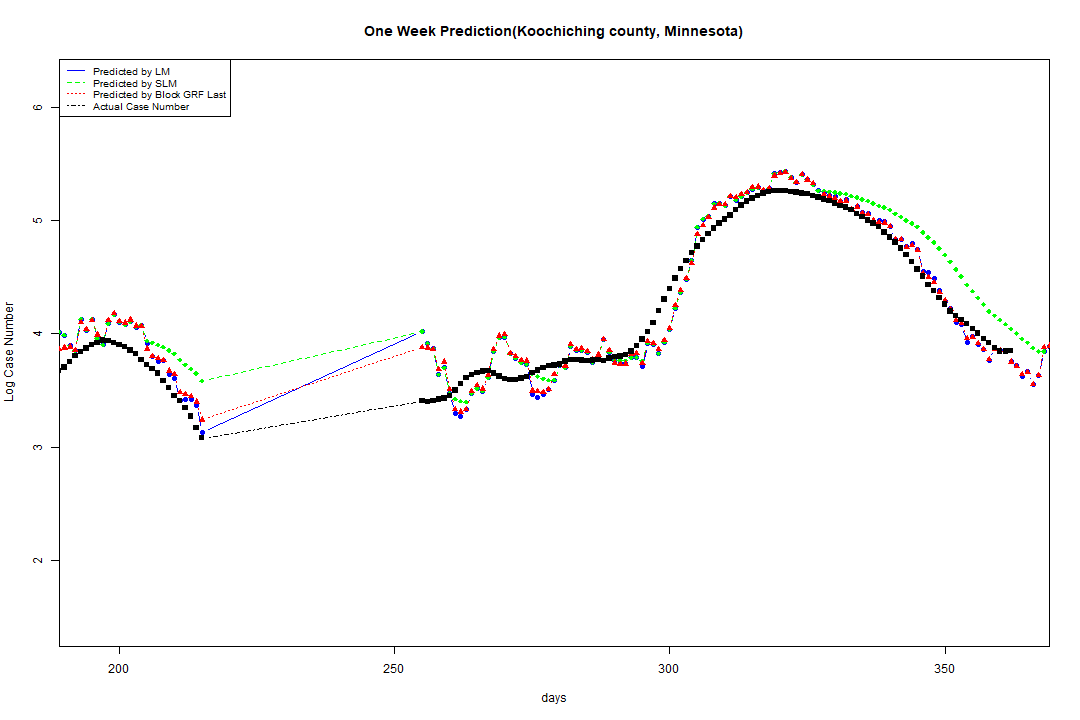 One Week Prediction(Koochiching county, Minnesota)
Predicted by LM
Predicted by SLM
Predicted by Block GRF Last
Actual Case Number
6
5
4
3
2
Log Case Number
200
250
300
350
days